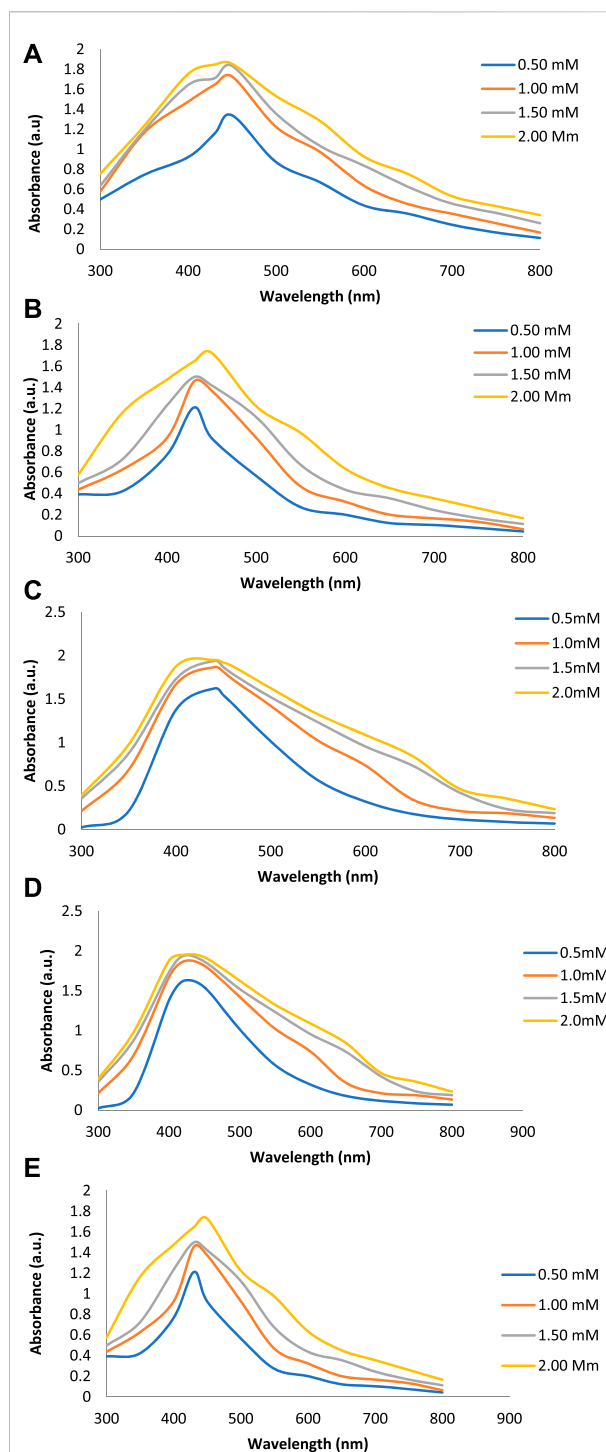 A
2
1.8
1.6
1.4
1.2
1
0.8
0.6
0.4
0.2
0
Absorbance (a.u)
300 400 500 600 700 800
Wavelength (nm)
0.50 mM
1.00 mM
1.50 mM
2.00 Mm
B
2
1.8
1.6
1.4
1.2
1
0.8
0.6
0.4
0.2
0
Absorbance (a.u.)
300 400 500 600 700 800
Wavelength (nm)
0.50 mM
1.00 mM
1.50 mM
2.00 Mm
C
2.5
2
1.5
1
0.5
0
Absorbance (a.u.)
300 400 500 600 700 800
Wavelength (nm)
0.5mM
1.0mM
1.5mM
2.0mM
D
2.5
2
1.5
1
0.5
0
Absorbance (a.u.)
300 400 500 600 700 800 900
Wavelength (nm)
0.5mM
1.0mM
1.5mM
2.0mM
E
2
1.8
1.6
1.4
1.2
1
0.8
0.6
0.4
0.2
0
Absorbance (a.u.)
300 400 500 600 700 800 900
Wavelength (nm)
0.50 mM
1.00 mM
1.50 mM
2.00 Mm